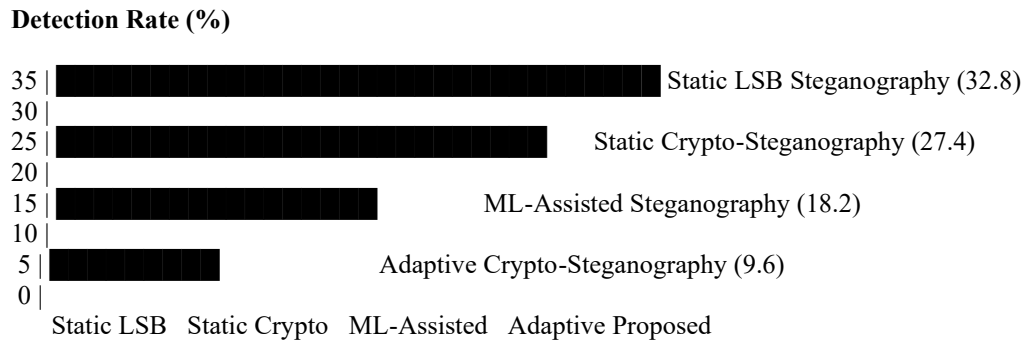 Detection Rate (%)
35 | Static LSB Steganography (32.8)
30 |
25 | Static Crypto-Steganography (27.4)
20 |
15 | ML-Assisted Steganography (18.2)
10 |
5 | Adaptive Crypto-Steganography (9.6)
0 |
Static LSB Static Crypto ML-Assisted Adaptive Proposed